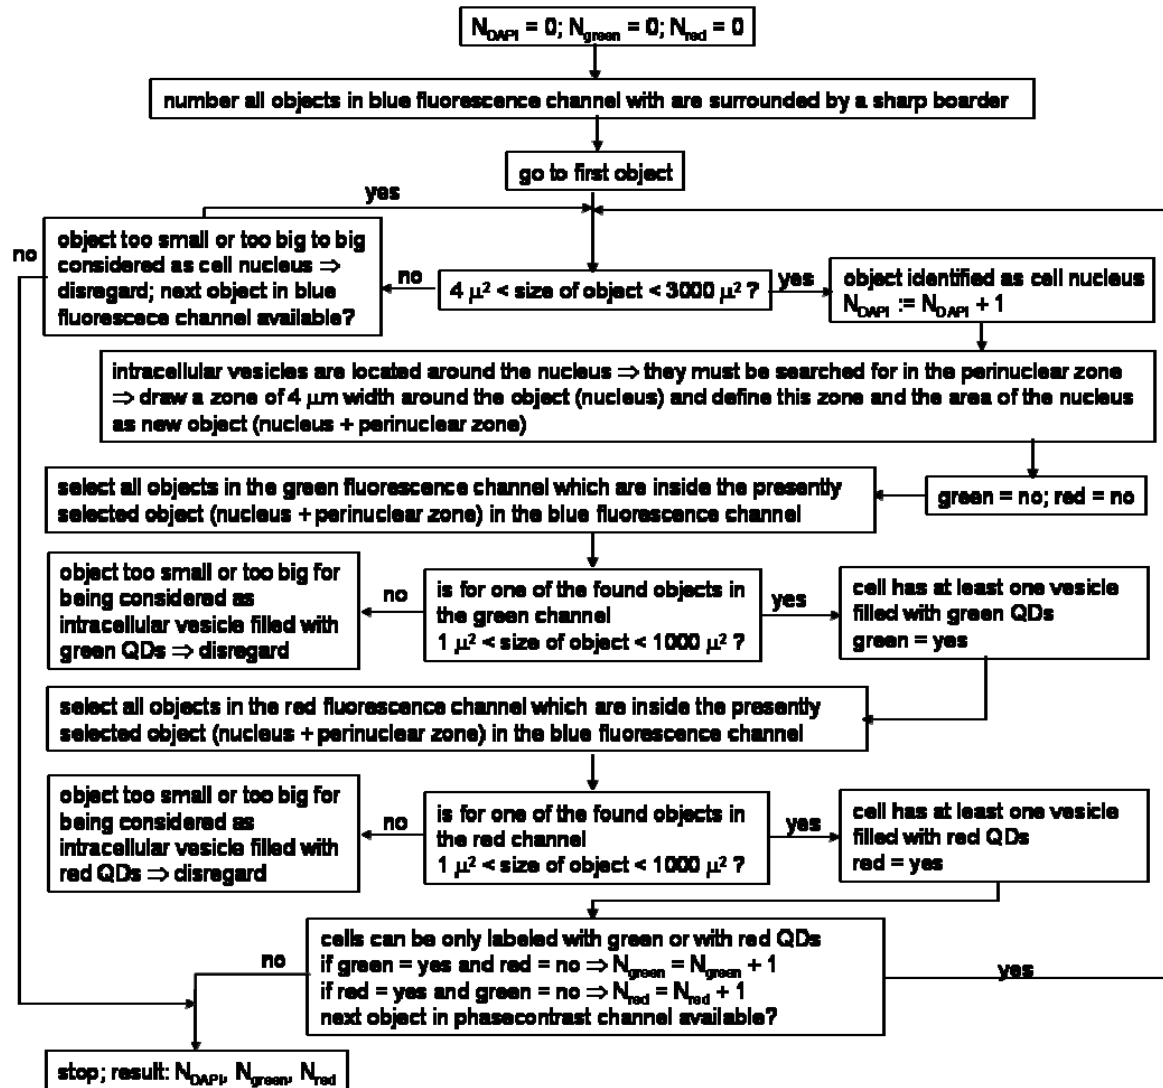 N_DAPI = 0; N_green = 0; N_red = 0
number all objects in blue fluorescence channel with are surrounded by a sharp boarder
go to first object
yes
no
object too small or too big to big
considered as cell nucleus ⇒
disregard; next object in blue
fluorescece channel available?
no
4 μ² < size of object < 3000 μ² ?
yes
object identified as cell nucleus
N_DAPI := N_DAPI + 1
intracellular vesicles are located around the nucleus ⇒ they must be searched for in the perinuclear zone
⇒ draw a zone of 4 μm width around the object (nucleus) and define this zone and the area of the nucleus
as new object (nucleus + perinuclear zone)
green = no; red = no
select all objects in the green fluorescence channel which are inside the presently
selected object (nucleus + perinuclear zone) in the blue fluorescence channel
object too small or too big for
being considered as
intracellular vesicle filled with
green QDs ⇒ disregard
no
is for one of the found objects in
the green channel
1 μ² < size of object < 1000 μ² ?
yes
cell has at least one vesicle
filled with green QDs
green = yes
select all objects in the red fluorescence channel which are inside the presently
selected object (nucleus + perinuclear zone) in the blue fluorescence channel
object too small or too big for
being considered as
intracellular vesicle filled with
red QDs ⇒ disregard
no
is for one of the found objects in
the red channel
1 μ² < size of object < 1000 μ² ?
yes
cell has at least one vesicle
filled with red QDs
red = yes
no
cells can be only labeled with green or with red QDs
if green = yes and red = no ⇒ N_green = N_green + 1
if red = yes and green = no ⇒ N_red = N_red + 1
next object in phasecontrast channel available?
yes
stop; result: N_DAPI, N_green, N_red